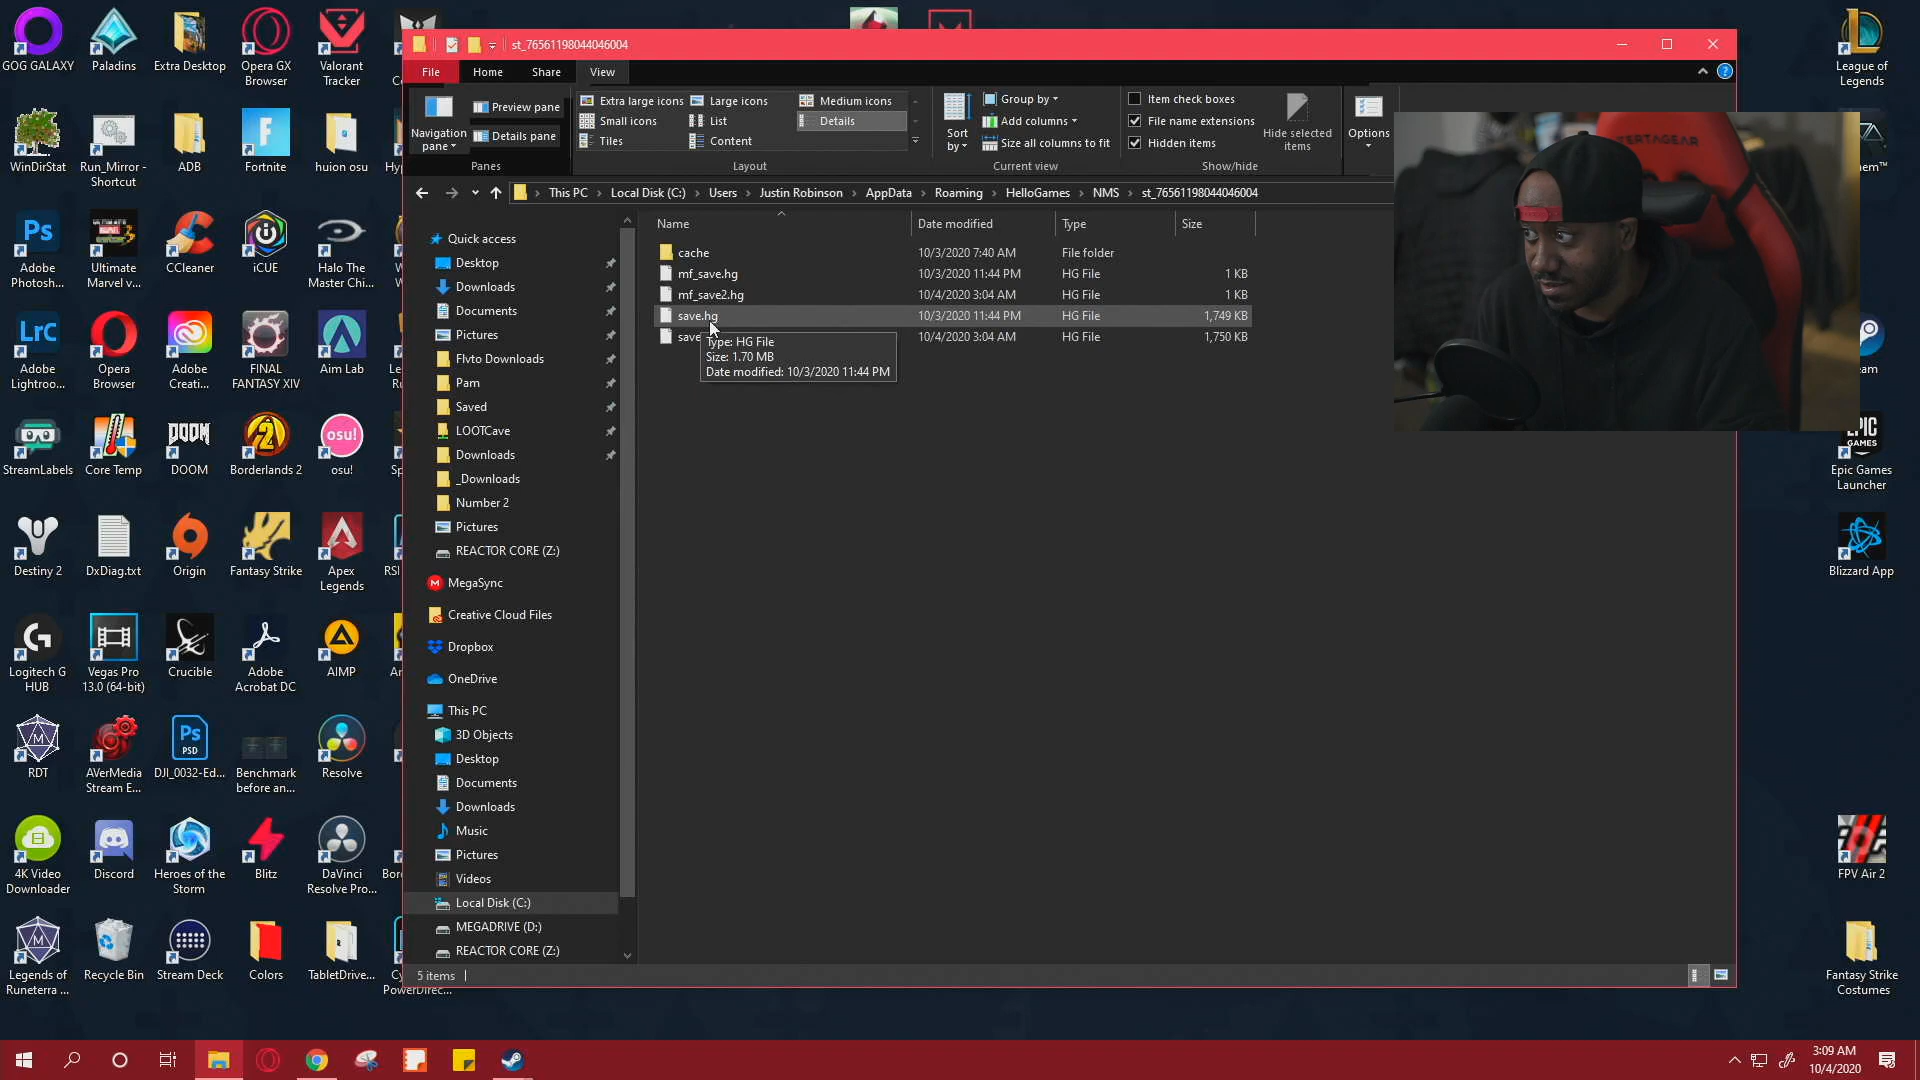 st_76561198044046004
File
Home
Share
View
Navigation pane
Preview pane
Details pane
Panes
Extra large icons
Large icons
Medium icons
Small icons
List
Details
Tiles
Content
Layout
Sort by
Group by
Add columns
Size all columns to fit
Current view
Item check boxes
File name extensions
Hidden items
Hide selected items
Show/hide
Options
This PC > Local Disk (C:) > Users > Justin Robinson > AppData > Roaming > HelloGames > NMS > st_76561198044046004
Name Date modified Type Size
cache 10/3/2020 7:40 AM File folder
mf_save.hg 10/3/2020 11:44 PM HG File 1 KB
mf_save2.hg 10/4/2020 3:04 AM HG File 1 KB
save.hg 10/3/2020 11:44 PM HG File 1,749 KB
save 10/4/2020 3:04 AM HG File 1,750 KB
Type: HG File
Size: 1.70 MB
Date modified: 10/3/2020 11:44 PM
Quick access
Desktop
Downloads
Documents
Pictures
Flvto Downloads
Pam
Saved
LOOTCave
Downloads
_Downloads
Number 2
Pictures
REACTOR CORE (Z:)
MegaSync
Creative Cloud Files
Dropbox
OneDrive
This PC
3D Objects
Desktop
Documents
Downloads
Music
Pictures
Videos
Local Disk (C:)
MEGADRIVE (D:)
REACTOR CORE (Z:)
5 items
GOG GALAXY
Paladins
Extra Desktop
Opera GX Browser
Valorant Tracker
WinDirStat
Run_Mirror - Shortcut
ADB
Fortnite
huion osu
Adobe Photosh...
Ultimate Marvel v...
CCleaner
iCUE
Halo The Master Chi...
Adobe Lightroo...
Opera Browser
Adobe Creati...
FINAL FANTASY XIV
Aim Lab
StreamLabels
Core Temp
DOOM
Borderlands 2
osu!
Destiny 2
DxDiag.txt
Origin
Fantasy Strike
Apex Legends
RSI
Logitech G HUB
Vegas Pro 13.0 (64-bit)
Crucible
Adobe Acrobat DC
AIMP
RDT
AVerMedia Stream E...
DJI_0032-Ed...
Benchmark before an...
Resolve
4K Video Downloader
Discord
Heroes of the Storm
Blitz
DaVinci Resolve Pro...
Legends of Runeterra ...
Recycle Bin
Stream Deck
Colors
TabletDrive...
PowerDirec...
League of Legends
Epic Games Launcher
Blizzard App
FPV Air 2
Fantasy Strike Costumes
3:09 AM
10/4/2020